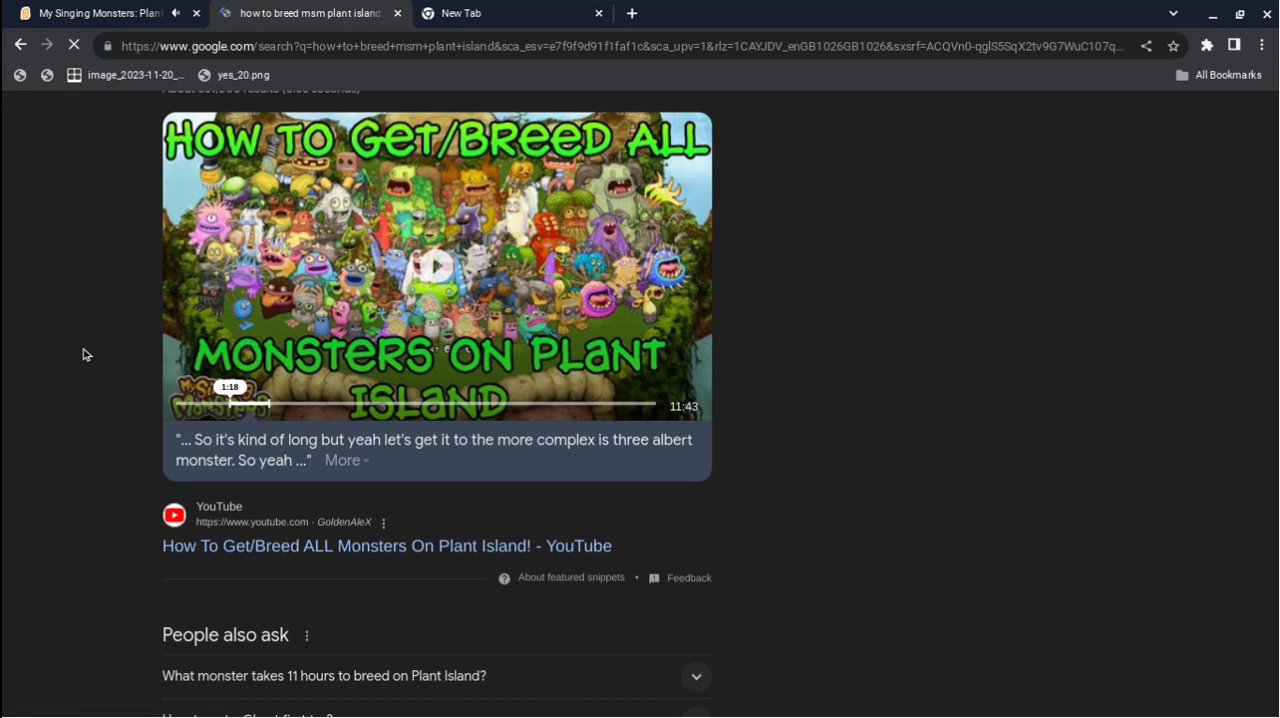 My Singing Monsters: Plant
how to breed msm plant island
New Tab
https://www.google.com/search?q=how+to+breed+msm+plant+island&sca_esv=e7f9f9d91f1faf1c&sca_upv=1&rlz=1CAYJDV_enGB1026GB1026&sxsrf=ACQVn0-qglS5SqX2tv9G7WuC107q...
image_2023-11-20_...
yes_20.png
All Bookmarks
HOW TO GET/BREED ALL
MONSTERS ON PLANT
ISLAND
1:18
11:43
"... So it's kind of long but yeah let's get it to the more complex is three albert
monster. So yeah ..." More
YouTube
https://www.youtube.com · GoldenAleX
How To Get/Breed ALL Monsters On Plant Island! - YouTube
About featured snippets • Feedback
People also ask
What monster takes 11 hours to breed on Plant Island?